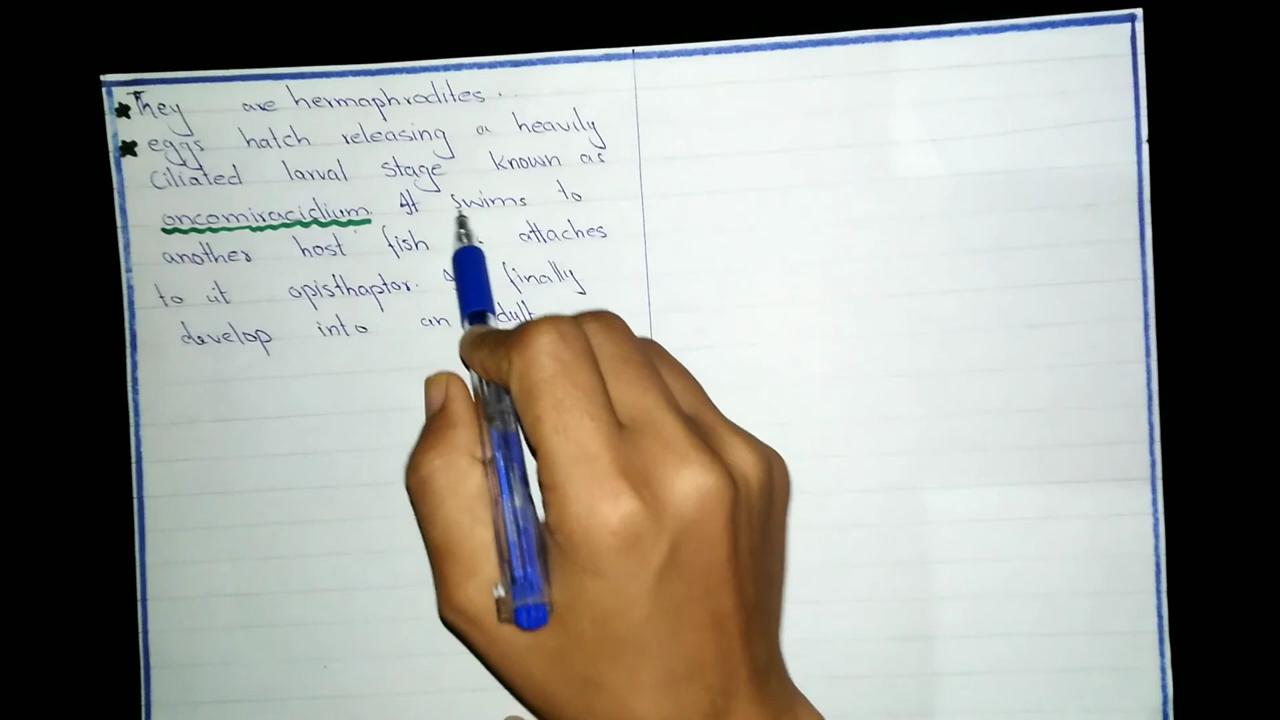 They are hermaphrodites.
eggs hatch releasing a heavily
ciliated larval stage known as
oncomiracidium. It swims to
another host fish attaches
to it opisthaptor. finally
develop into an